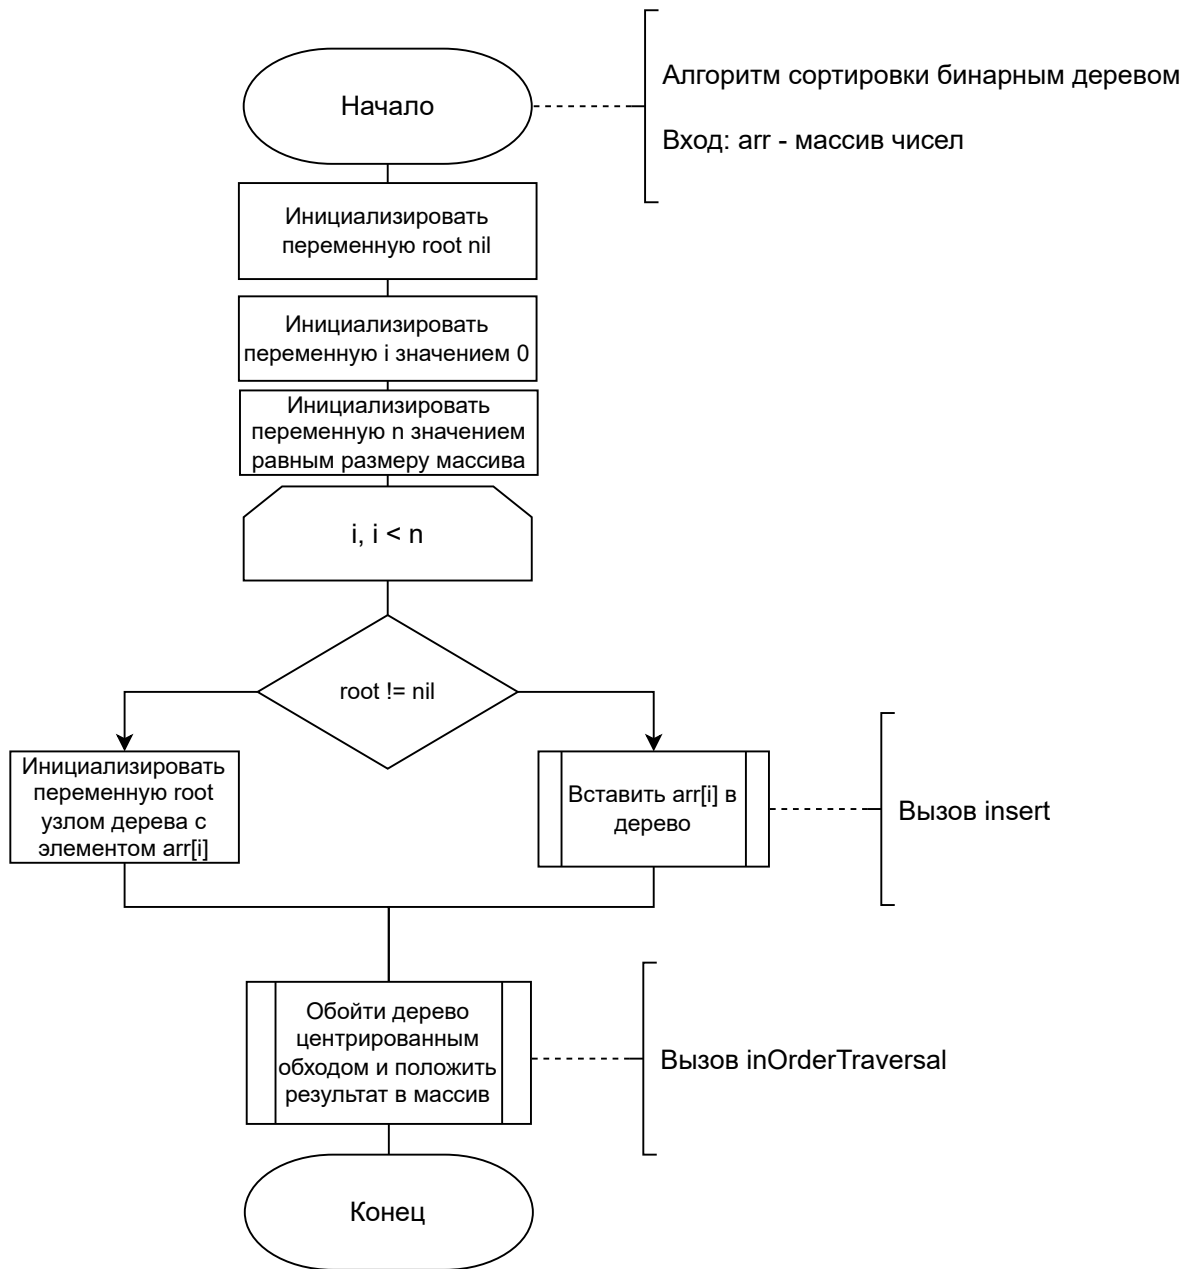 Начало
Алгоритм сортировки бинарным деревом
Вход: arr - массив чисел
Инициализировать
переменную root nil
Инициализировать
переменную i значением 0
Инициализировать
переменную n значением
равным размеру массива
i, i < n
root != nil
Инициализировать
переменную root
узлом дерева с
элементом arr[i]
Вставить arr[i] в
дерево
Вызов insert
Обойти дерево
центрированным
обходом и положить
результат в массив
Вызов inOrderTraversal
Конец